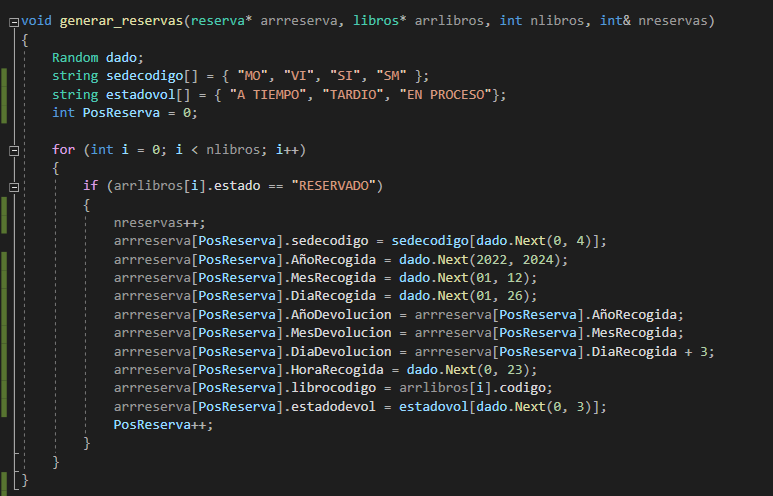 void generar_reservas(reserva* arrreserva, libros* arrlibros, int nlibros, int& nreservas)
{
Random dado;
string sedecodigo[] = { "MO", "VI", "SI", "SM" };
string estadovol[] = { "A TIEMPO", "TARDIO", "EN PROCESO"};
int PosReserva = 0;
for (int i = 0; i < nlibros; i++)
{
if (arrlibros[i].estado == "RESERVADO")
{
nreservas++;
arrreserva[PosReserva].sedecodigo = sedecodigo[dado.Next(0, 4)];
arrreserva[PosReserva].AñoRecogida = dado.Next(2022, 2024);
arrreserva[PosReserva].MesRecogida = dado.Next(01, 12);
arrreserva[PosReserva].DiaRecogida = dado.Next(01, 26);
arrreserva[PosReserva].AñoDevolucion = arrreserva[PosReserva].AñoRecogida;
arrreserva[PosReserva].MesDevolucion = arrreserva[PosReserva].MesRecogida;
arrreserva[PosReserva].DiaDevolucion = arrreserva[PosReserva].DiaRecogida + 3;
arrreserva[PosReserva].HoraRecogida = dado.Next(0, 23);
arrreserva[PosReserva].librocodigo = arrlibros[i].codigo;
arrreserva[PosReserva].estadodevol = estadovol[dado.Next(0, 3)];
PosReserva++;
}
}
}